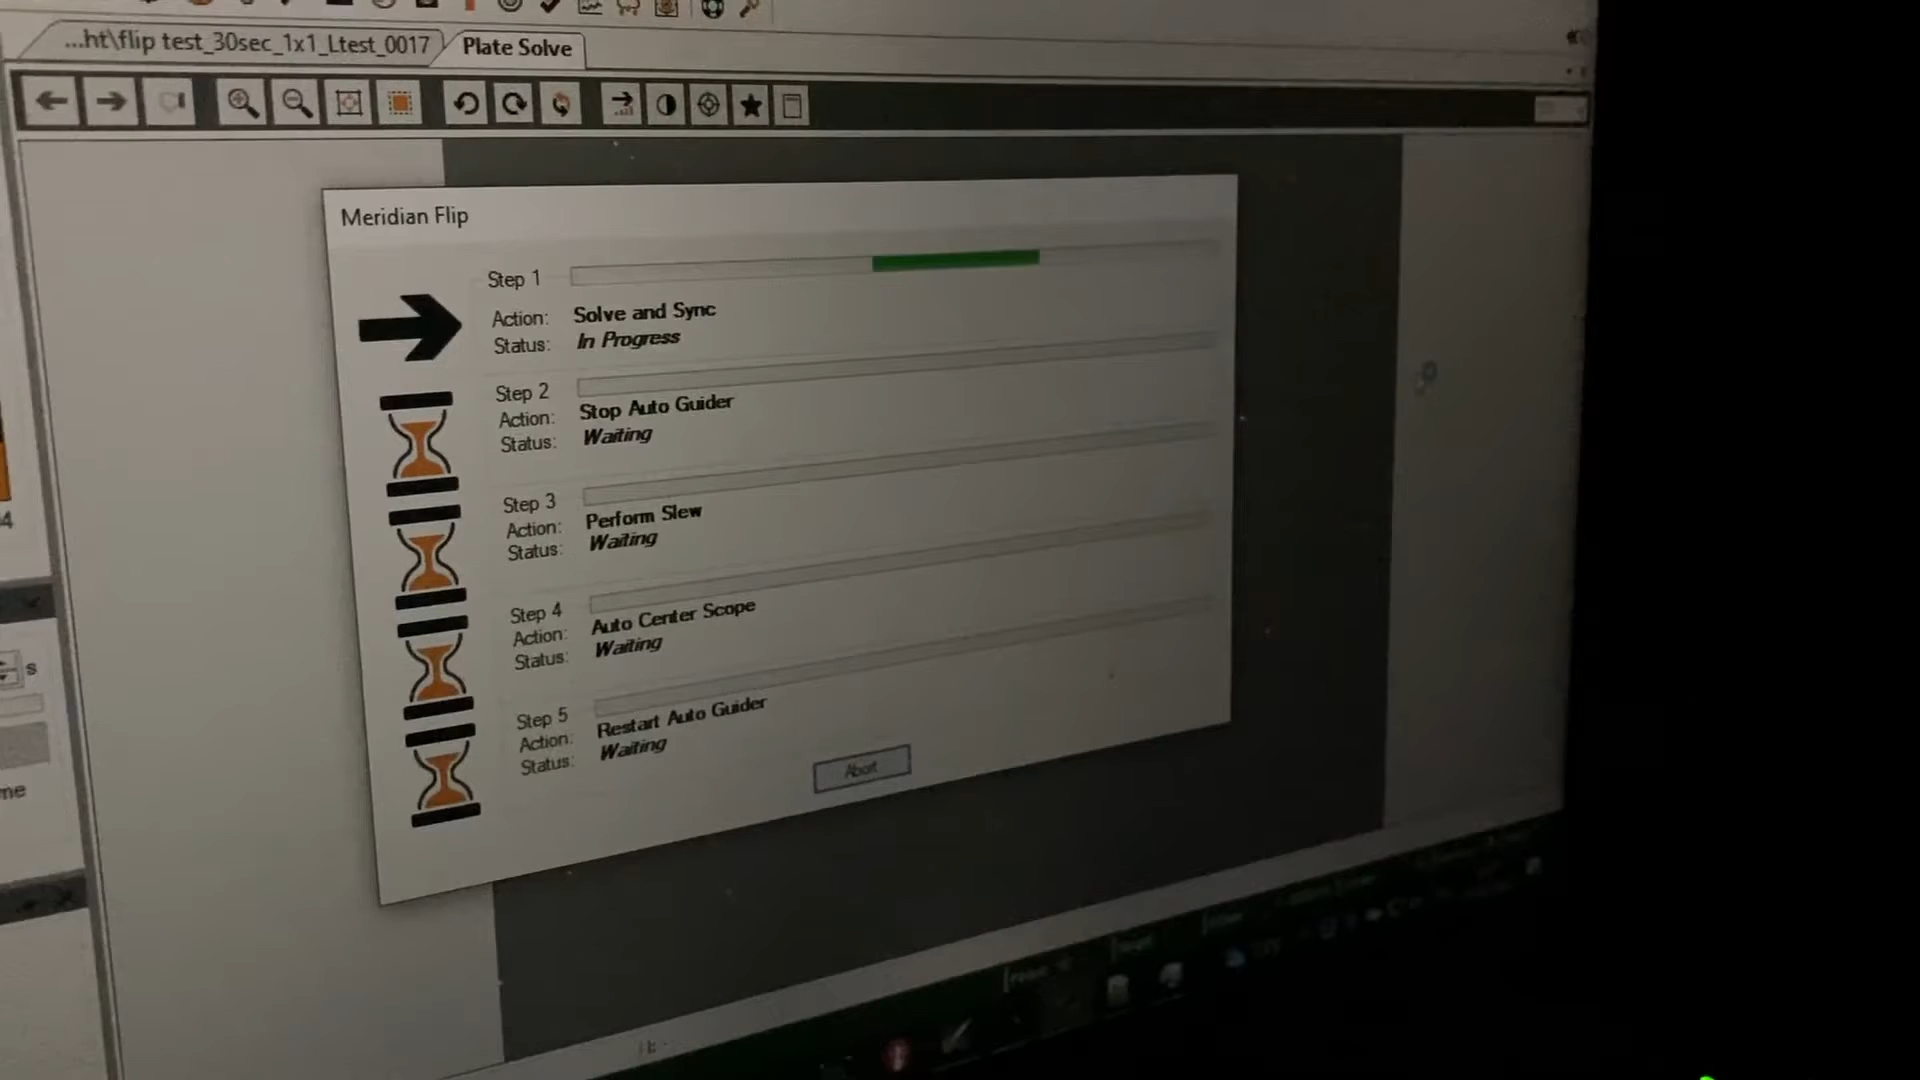 ...ht\flip test_30sec_1x1_Ltest_0017
Plate Solve
Meridian Flip
Step 1
Action: Solve and Sync
Status: In Progress
Step 2
Action: Stop Auto Guider
Status: Waiting
Step 3
Action: Perform Slew
Status: Waiting
Step 4
Action: Auto Center Scope
Status: Waiting
Step 5
Action: Restart Auto Guider
Status: Waiting
Abort
4
s
me